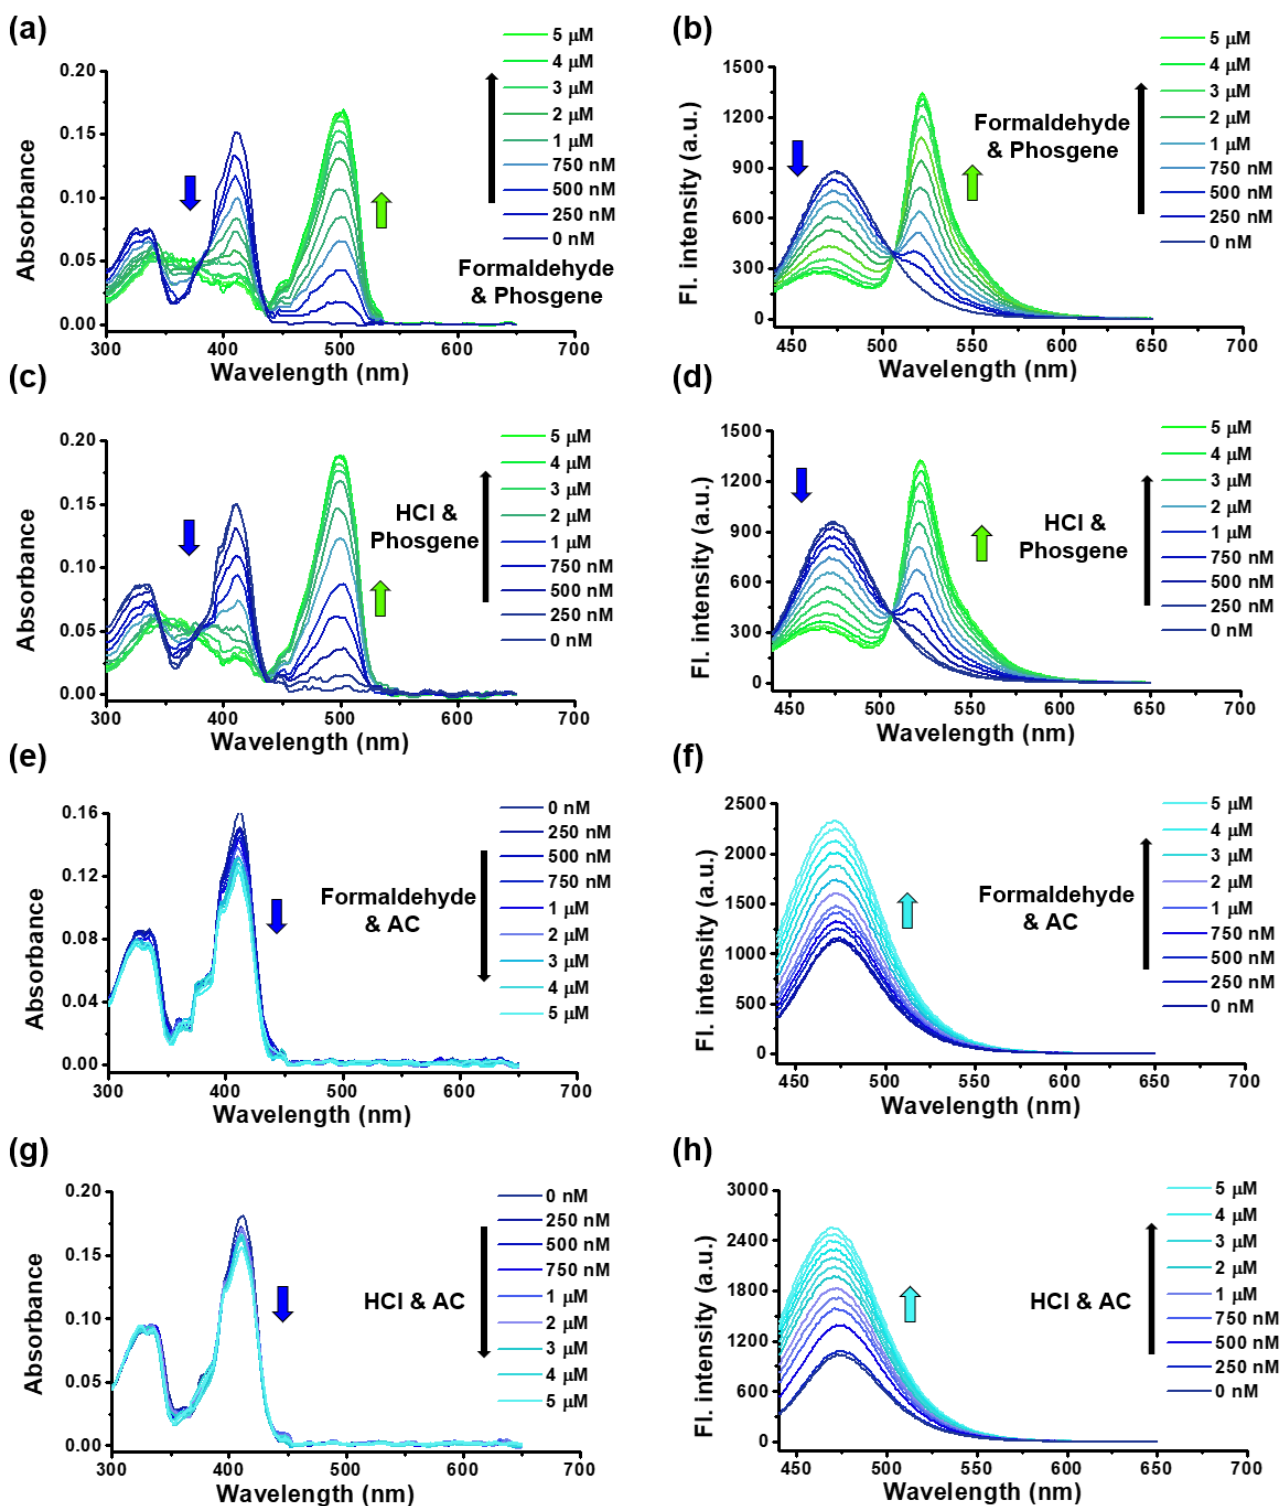 (a)
5 μM
4 μM
3 μM
2 μM
1 μM
750 nM
500 nM
250 nM
0 nM
Formaldehyde
& Phosgene
0.20
0.15
0.10
0.05
0.00
Absorbance
300 400 500 600 700
Wavelength (nm)
(b)
5 μM
4 μM
3 μM
2 μM
1 μM
750 nM
500 nM
250 nM
0 nM
Formaldehyde
& Phosgene
1500
1200
900
600
300
0
Fl. intensity (a.u.)
450 500 550 600 650 700
Wavelength (nm)
(c)
5 μM
4 μM
3 μM
2 μM
1 μM
750 nM
500 nM
250 nM
0 nM
HCl &
Phosgene
0.20
0.15
0.10
0.05
0.00
Absorbance
300 400 500 600 700
Wavelength (nm)
(d)
5 μM
4 μM
3 μM
2 μM
1 μM
750 nM
500 nM
250 nM
0 nM
HCl &
Phosgene
1500
1200
900
600
300
0
Fl. intensity (a.u.)
450 500 550 600 650 700
Wavelength (nm)
(e)
0 nM
250 nM
500 nM
750 nM
1 μM
2 μM
3 μM
4 μM
5 μM
Formaldehyde
& AC
0.16
0.12
0.08
0.04
0.00
Absorbance
300 400 500 600 700
Wavelength (nm)
(f)
5 μM
4 μM
3 μM
2 μM
1 μM
750 nM
500 nM
250 nM
0 nM
Formaldehyde
& AC
2500
2000
1500
1000
500
0
Fl. intensity (a.u.)
450 500 550 600 650 700
Wavelength (nm)
(g)
0 nM
250 nM
500 nM
750 nM
1 μM
2 μM
3 μM
4 μM
5 μM
HCl & AC
0.20
0.15
0.10
0.05
0.00
Absorbance
300 400 500 600 700
Wavelength (nm)
(h)
5 μM
4 μM
3 μM
2 μM
1 μM
750 nM
500 nM
250 nM
0 nM
HCl & AC
3000
2400
1800
1200
600
0
Fl. intensity (a.u.)
450 500 550 600 650 700
Wavelength (nm)